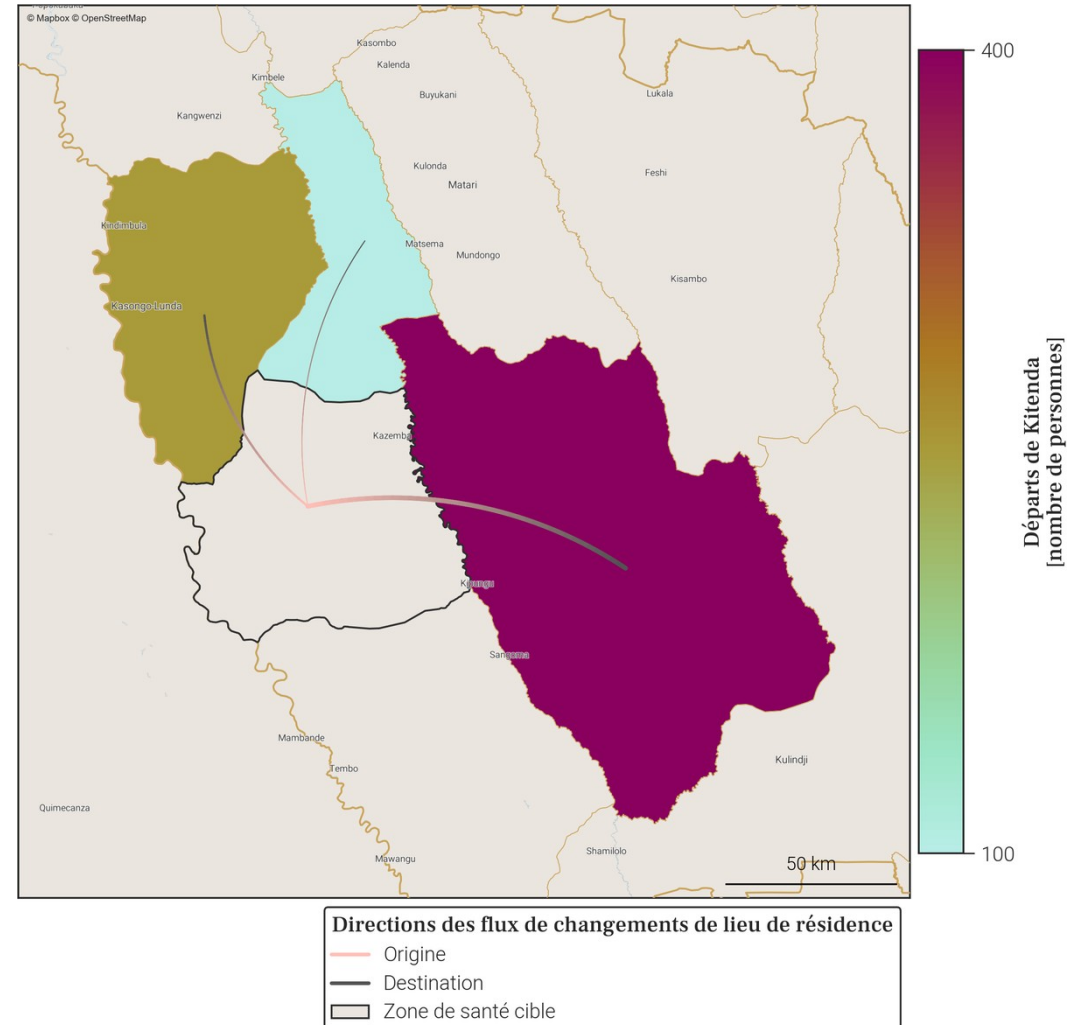 © Mapbox © OpenStreetMap
Kasombo
Kalenda
Kimbele
Buyukani
Lukala
Kangwenzi
Kulonda
Feshi
Matari
Kindimbula
Matsema
Mundongo
Kisambo
Kasongo-Lunda
Kazemba
Sangoma
Mambande
Kulindji
Tembo
Quimecanza
Shamilolo
Mawangu
50 km
400
100
Départs de Kitenda
[nombre de personnes]
Directions des flux de changements de lieu de résidence
Origine
Destination
Zone de santé cible